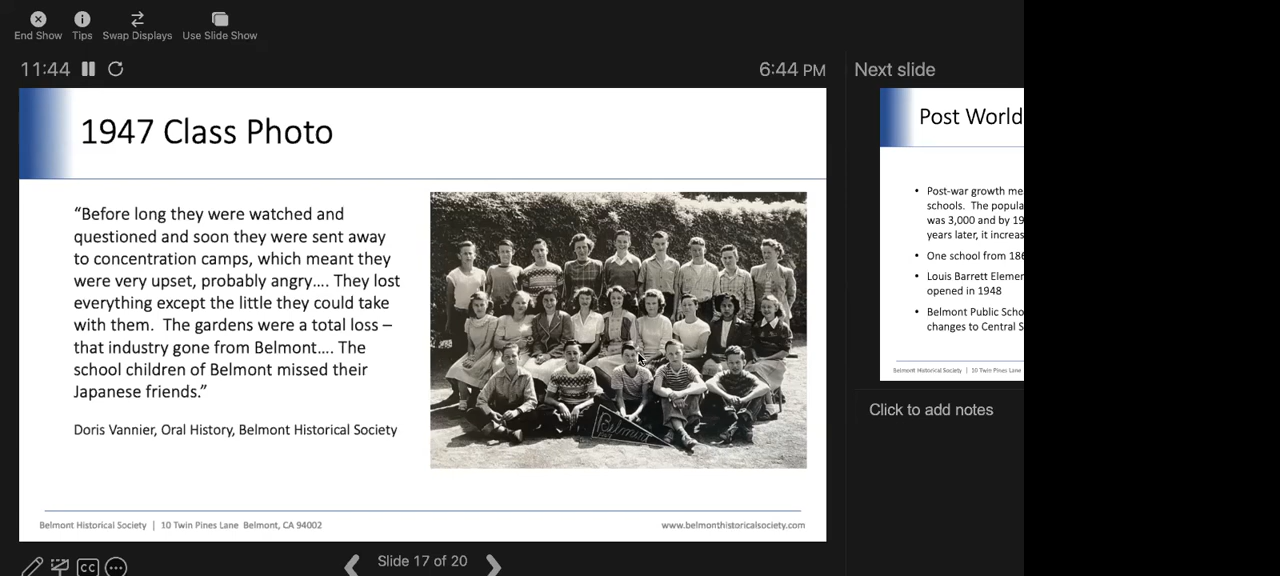 End Show Tips Swap Displays Use Slide Show
11:44
6:44 PM
Next slide
1947 Class Photo
“Before long they were watched and
questioned and soon they were sent away
to concentration camps, which meant they
were very upset, probably angry.... They lost
everything except the little they could take
with them. The gardens were a total loss –
that industry gone from Belmont.... The
school children of Belmont missed their
Japanese friends.”
Doris Vannier, Oral History, Belmont Historical Society
Belmont
Belmont Historical Society | 10 Twin Pines Lane Belmont, CA 94002
www.belmonthistoricalsociety.com
Post World
• Post-war growth me
schools. The popula
was 3,000 and by 19
years later, it increas
• One school from 186
• Louis Barrett Elemen
opened in 1948
• Belmont Public Scho
changes to Central S
Belmont Historical Society | 10 Twin Pines Lane
Click to add notes
CC
Slide 17 of 20